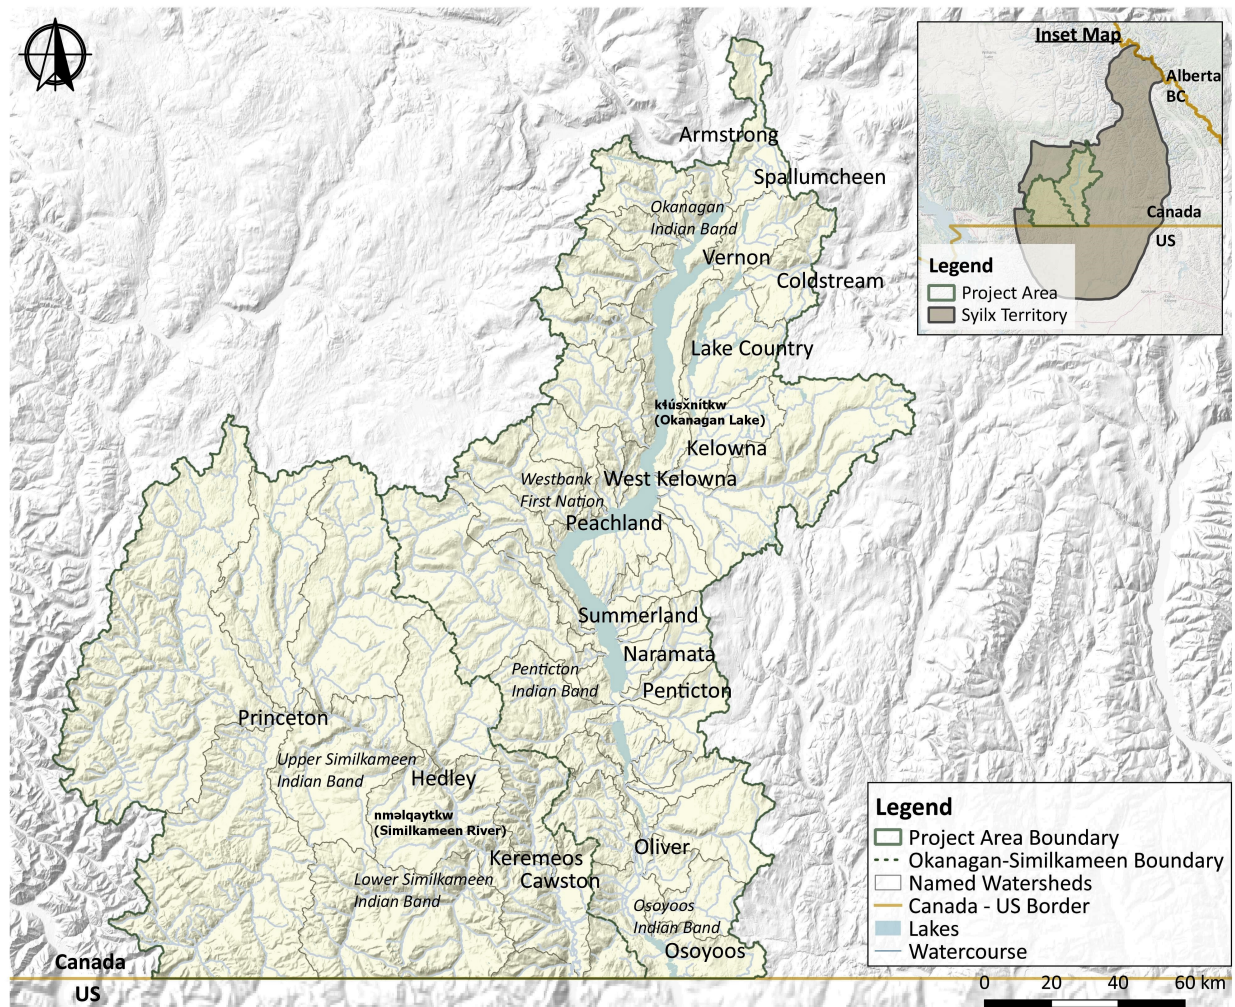 Inset Map
Alberta
BC
Canada
US
Legend
Project Area
Syilx Territory
Armstrong
Spallumcheen
Okanagan
Indian Band
Vernon
Coldstream
Lake Country
kɬúsx̌nítkw
(Okanagan Lake)
Kelowna
Westbank
First Nation
West Kelowna
Peachland
Summerland
Naramata
Penticton
Indian Band
Penticton
Princeton
Upper Similkameen
Indian Band
Hedley
nməlqaytkw
(Similkameen River)
Keremeos
Cawston
Oliver
Lower Similkameen
Indian Band
Osoyoos
Indian Band
Osoyoos
Canada
US
Legend
Project Area Boundary
Okanagan-Similkameen Boundary
Named Watersheds
Canada - US Border
Lakes
Watercourse
0 20 40 60 km